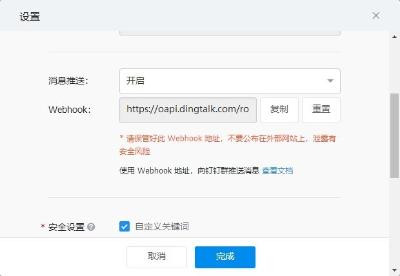 设置
消息推送：
开启
Webhook：
https://oapi.dingtalk.com/ro
复制
重置
* 请保管好此 Webhook 地址，不要公布在外部网站上，泄露有
安全风险
使用 Webhook 地址，向钉钉群推送消息 查看文档
* 安全设置
自定义关键词
取消
完成